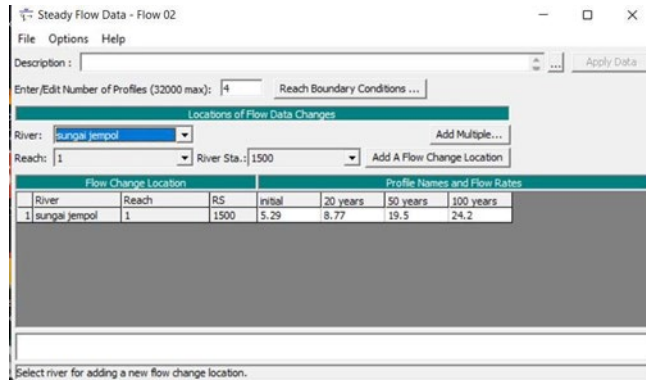 Steady Flow Data - Flow 02
File Options Help
Description : ... Apply Data
Enter/Edit Number of Profiles (32000 max): 4 Reach Boundary Conditions ...
Locations of Flow Data Changes
River: sungai jempol Add Multiple...
Reach: 1 River Sta.: 1500 Add A Flow Change Location
Flow Change Location Profile Names and Flow Rates
River Reach RS initial 20 years 50 years 100 years
1 sungai jempol 1 1500 5.29 8.77 19.5 24.2
Select river for adding a new flow change location.